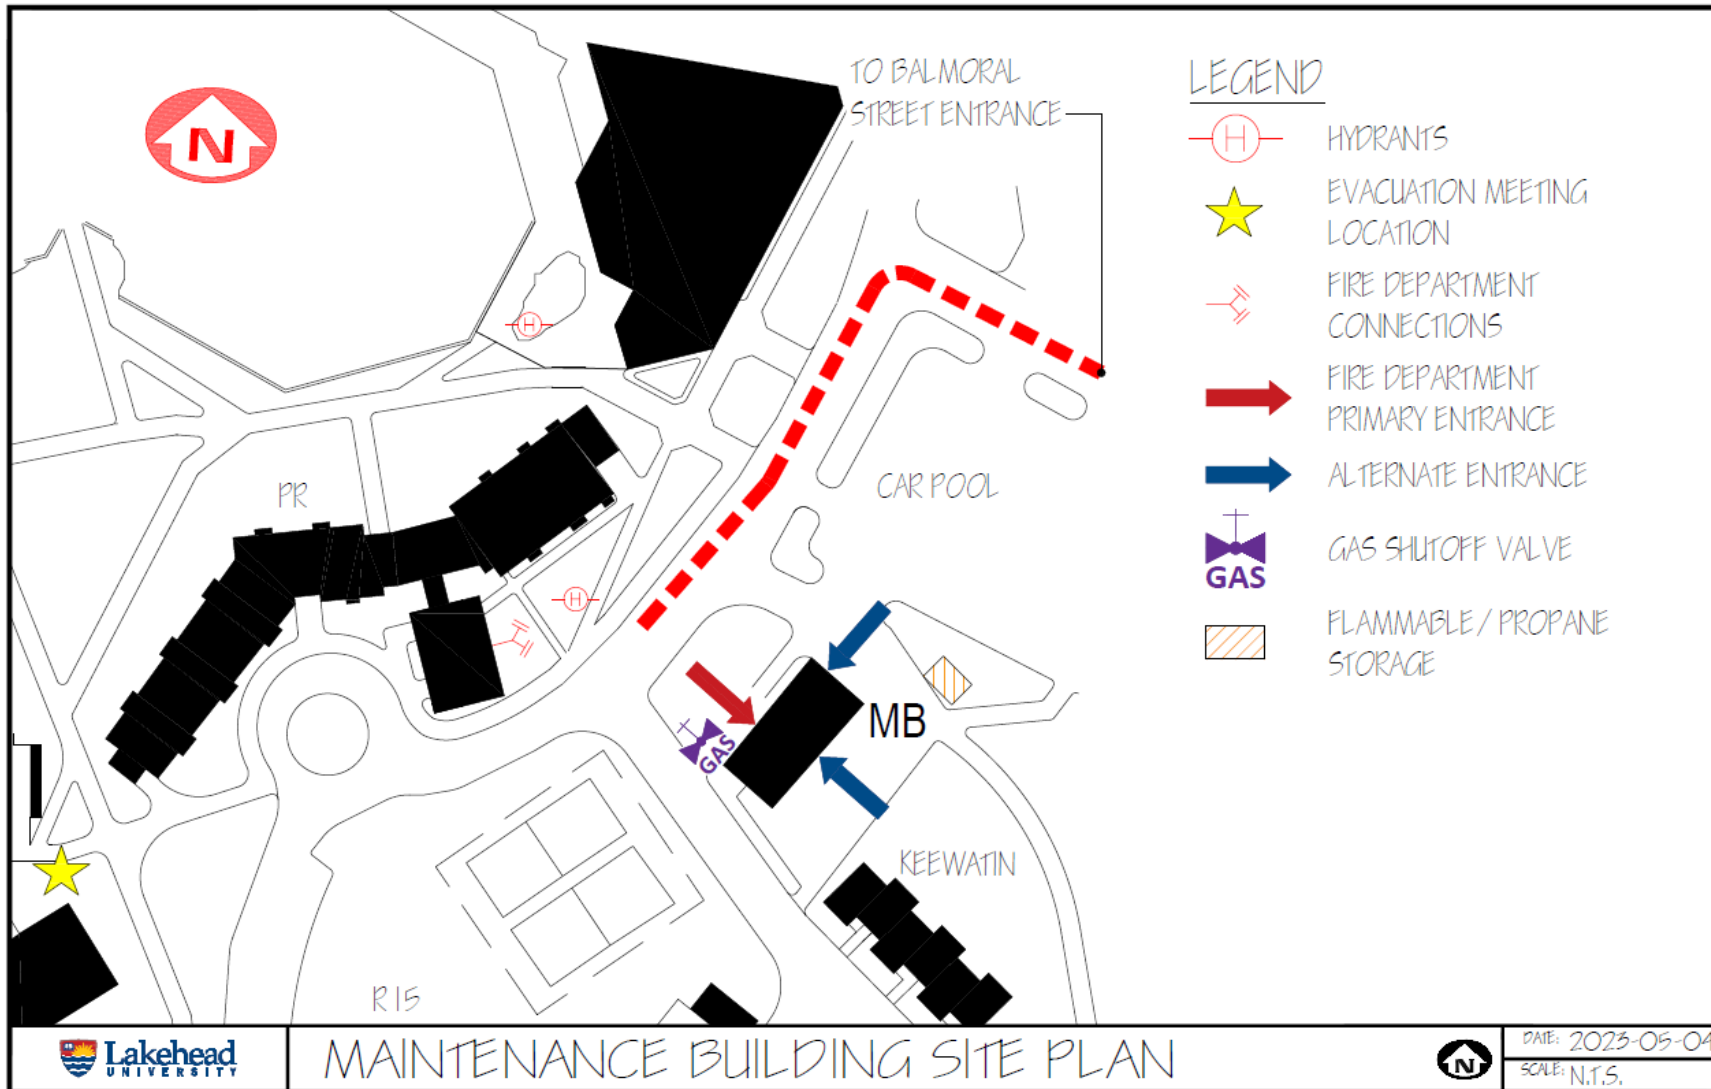 N
TO BALMORAL
STREET ENTRANCE
LEGEND
H HYDRANTS
EVACUATION MEETING
LOCATION
FIRE DEPARTMENT
CONNECTIONS
FIRE DEPARTMENT
PRIMARY ENTRANCE
ALTERNATE ENTRANCE
GAS SHUTOFF VALVE
GAS
FLAMMABLE / PROPANE
STORAGE
H
PR
CAR POOL
H
MB
GAS
KEEWATIN
R15
Lakehead
UNIVERSITY
MAINTENANCE BUILDING SITE PLAN
N
DATE: 2023-05-04
SCALE: N.T.S.